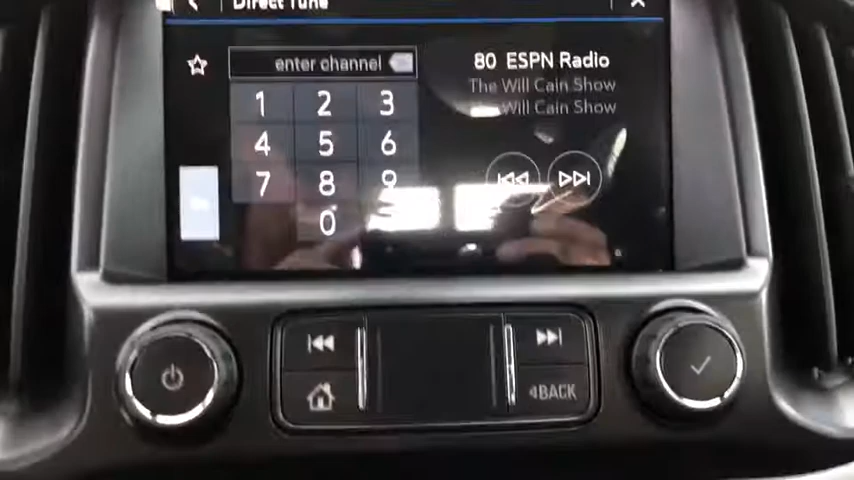 Direct Tune
enter channel
80 ESPN Radio
The Will Cain Show
The Will Cain Show
1 2 3
4 5 6
7 8 9
0
BACK